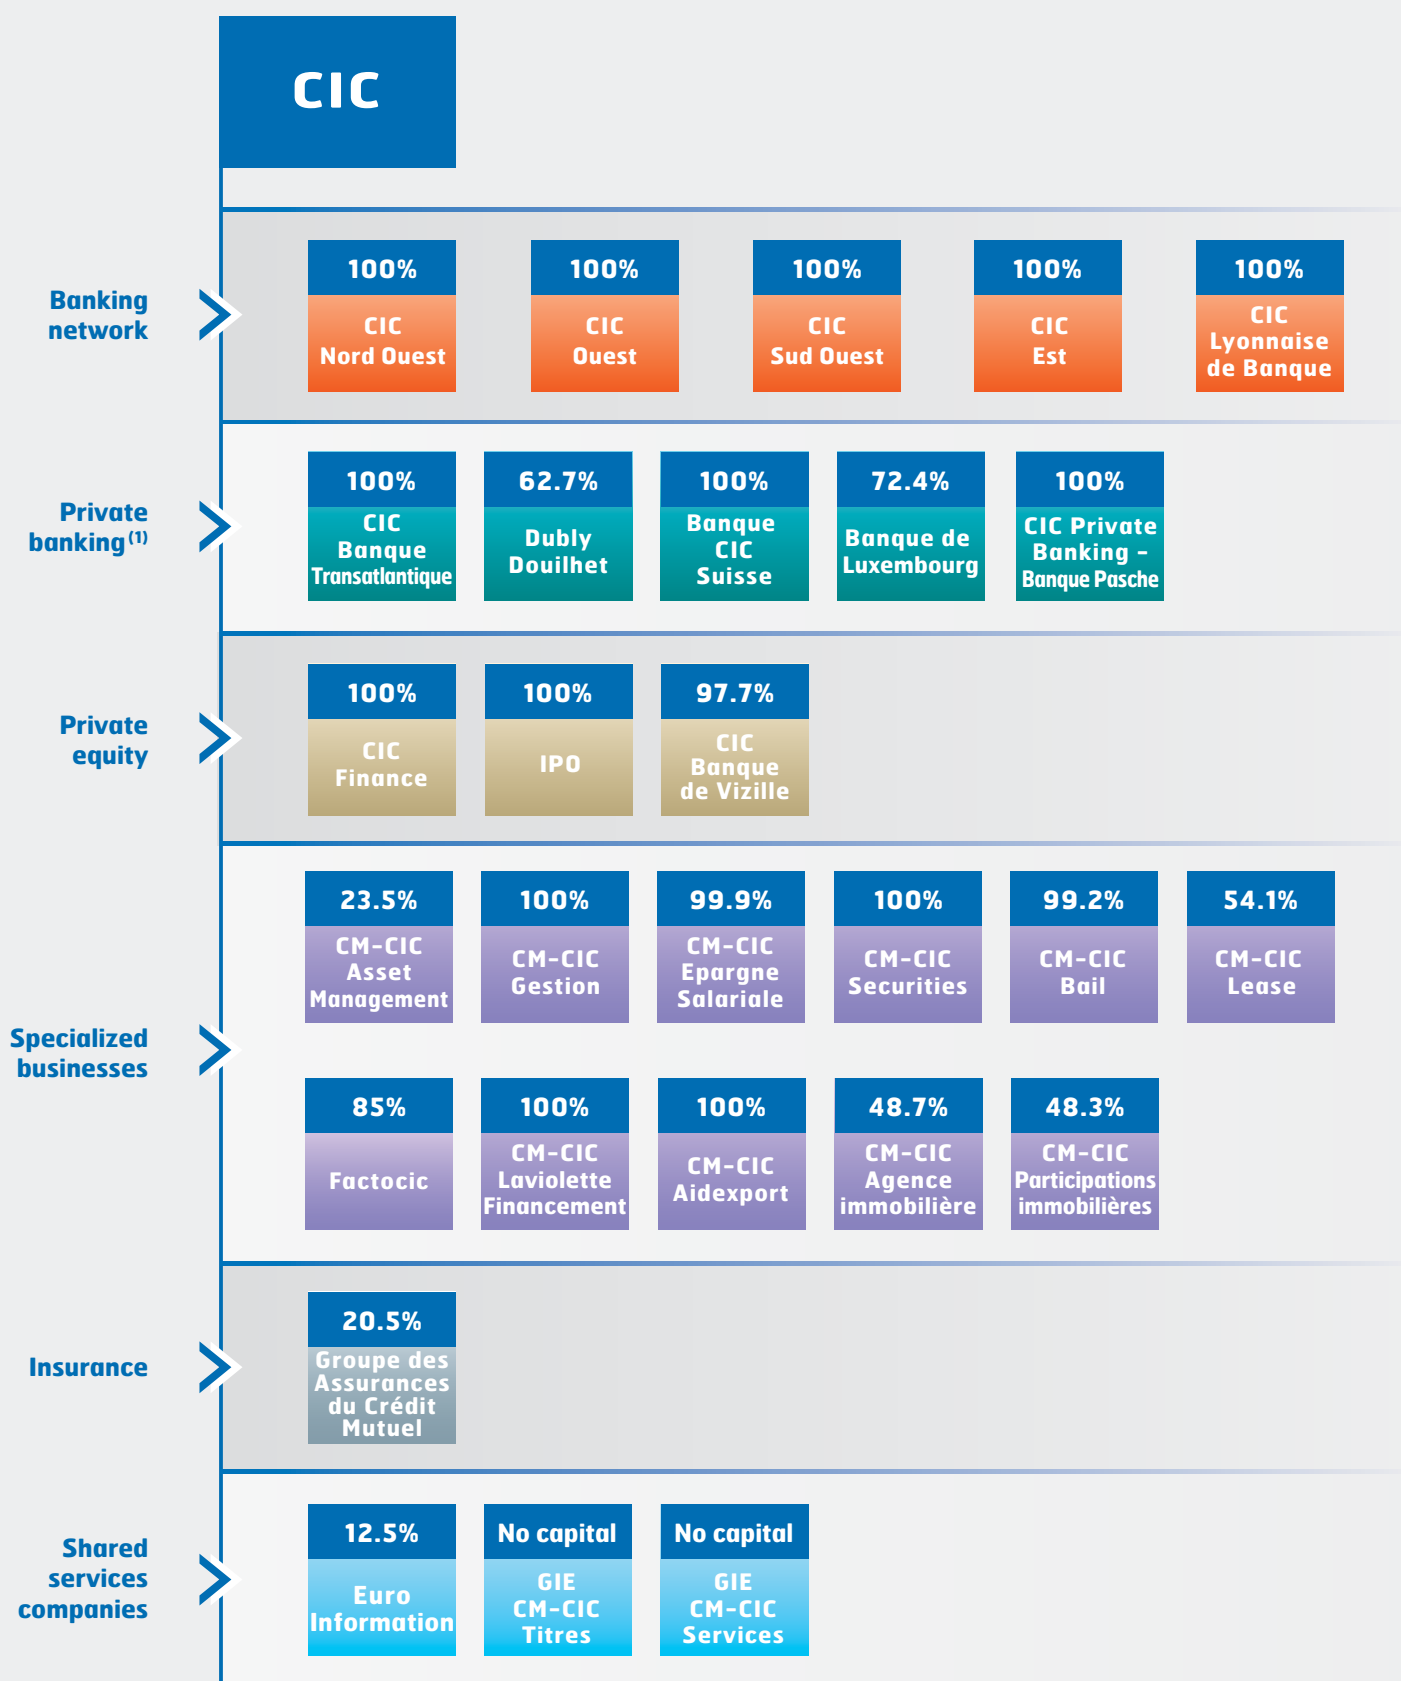 CIC
Banking
network
100%
CIC
Nord Ouest
100%
CIC
Ouest
100%
CIC
Sud Ouest
100%
CIC
Est
100%
CIC
Lyonnaise
de Banque
Private
banking (1)
100%
CIC
Banque
Transatlantique
62.7%
Dubly
Douilhet
100%
Banque
CIC
Suisse
72.4%
Banque de
Luxembourg
100%
CIC Private
Banking -
Banque Pasche
Private
equity
100%
CIC
Finance
100%
IPO
97.7%
CIC
Banque
de Vizille
Specialized
businesses
23.5%
CM-CIC
Asset
Management
100%
CM-CIC
Gestion
99.9%
CM-CIC
Epargne
Salariale
100%
CM-CIC
Securities
99.2%
CM-CIC
Bail
54.1%
CM-CIC
Lease
85%
Factocic
100%
CM-CIC
Laviolette
Financement
100%
CM-CIC
Aidexport
48.7%
CM-CIC
Agence
immobilière
48.3%
CM-CIC
Participations
immobilières
Insurance
20.5%
Groupe des
Assurances
du Crédit
Mutuel
Shared
services
companies
12.5%
Euro
Information
No capital
GIE
CM-CIC
Titres
No capital
GIE
CM-CIC
Services